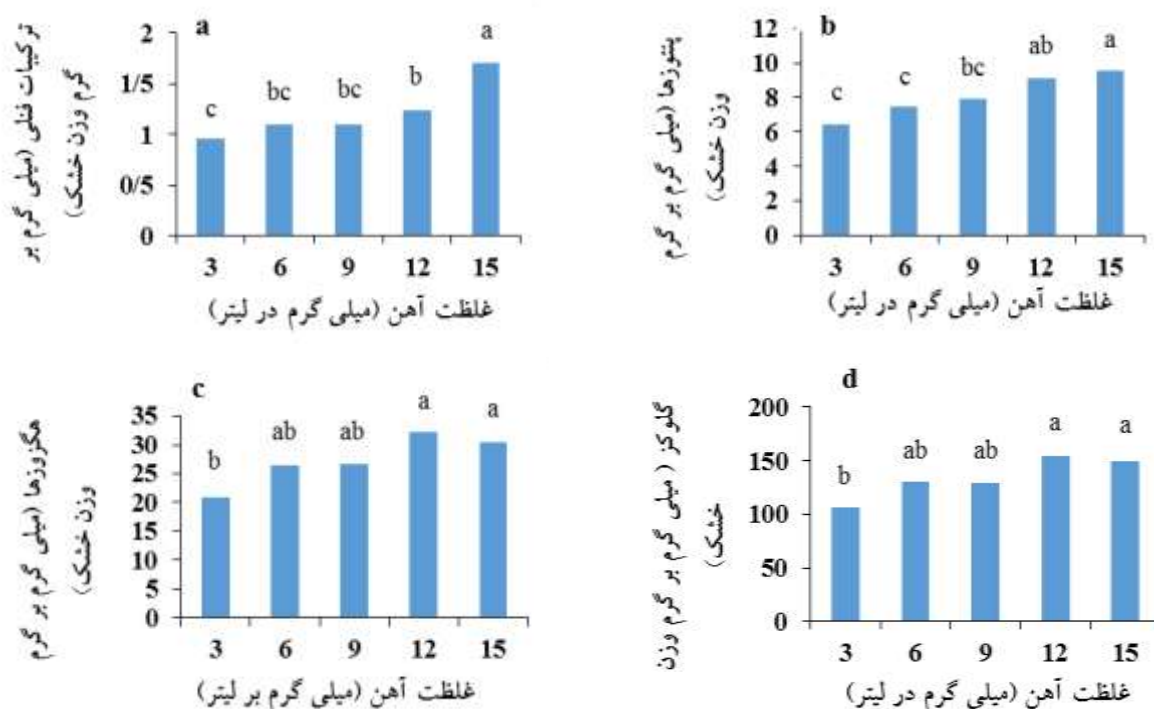 a
ترکیبات فنلی (میلی گرم بر
گرم وزن خشک)
2
1/5
1
0/5
0
c
bc
bc
b
a
3 6 9 12 15
غلظت آهن (میلی گرم در لیتر)
b
پنتوزها (میلی گرم بر گرم
وزن خشک)
12
10
8
6
4
2
0
c
c
bc
ab
a
3 6 9 12 15
غلظت آهن (میلی گرم در لیتر)
c
هگزوزها (میلی گرم بر گرم
وزن خشک)
35
30
25
20
15
10
5
0
b
ab
ab
a
a
3 6 9 12 15
غلظت آهن (میلی گرم بر لیتر)
d
گلوکز ( میلی گرم بر گرم وزن
خشک)
200
150
100
50
0
b
ab
ab
a
a
3 6 9 12 15
غلظت آهن (میلی گرم در لیتر)